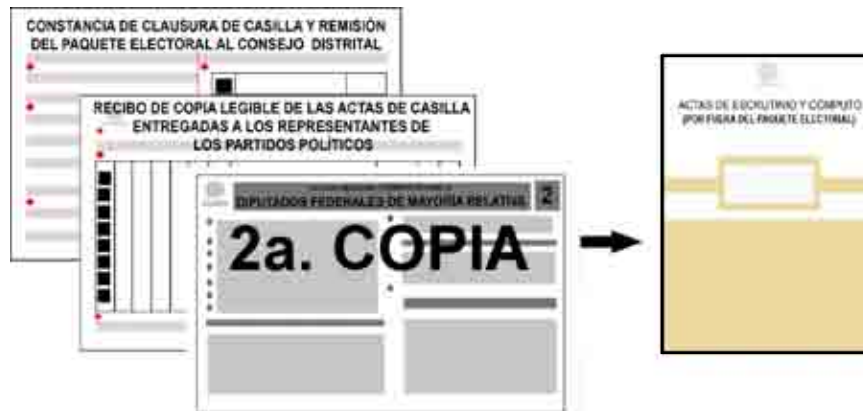 CONSTANCIA DE CLAUSURA DE CASILLA Y REMISIÓN
DEL PAQUETE ELECTORAL AL CONSEJO DISTRITAL
RECIBO DE COPIA LEGIBLE DE LAS ACTAS DE CASILLA
ENTREGADAS A LOS REPRESENTANTES DE
LOS PARTIDOS POLÍTICOS
DIPUTADOS FEDERALES DE MAYORÍA RELATIVA 2
2a. COPIA
ACTAS DE ESCRUTINIO Y CÓMPUTO
(POR FUERA DEL PAQUETE ELECTORAL)